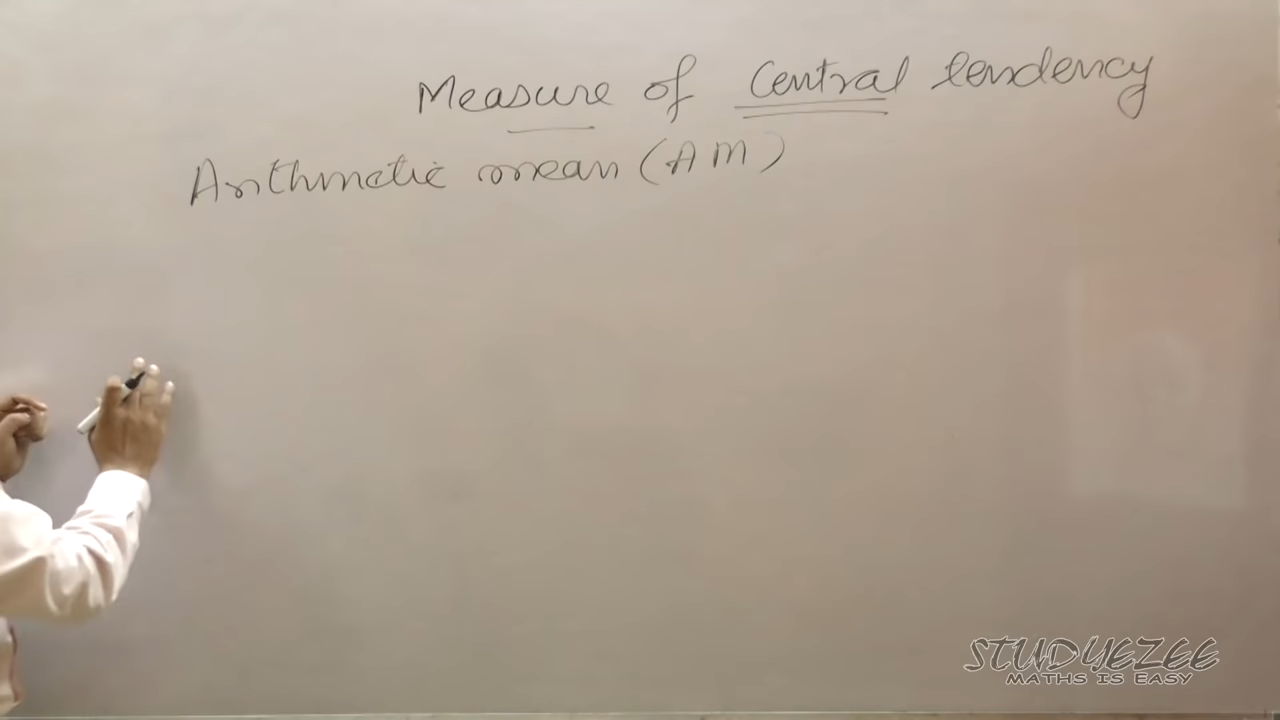 Measure of Central tendency
Arithmetic mean (AM)
STUDYEZEE
MATHS IS EASY